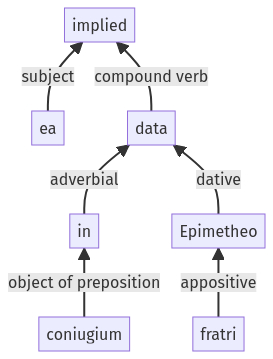 implied
subject compound verb
ea data
adverbial dative
in Epimetheo
object of preposition appositive
coniugium fratri